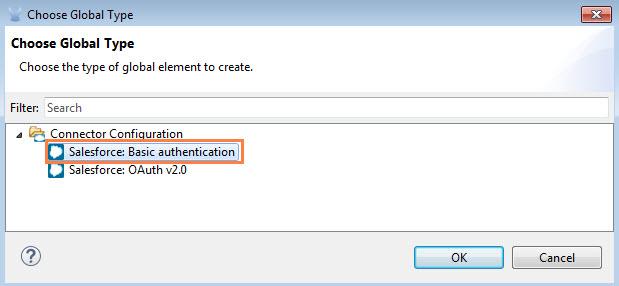 Choose Global Type
Choose Global Type
Choose the type of global element to create.
Filter: Search
Connector Configuration
Salesforce: Basic authentication
Salesforce: OAuth v2.0
? OK Cancel